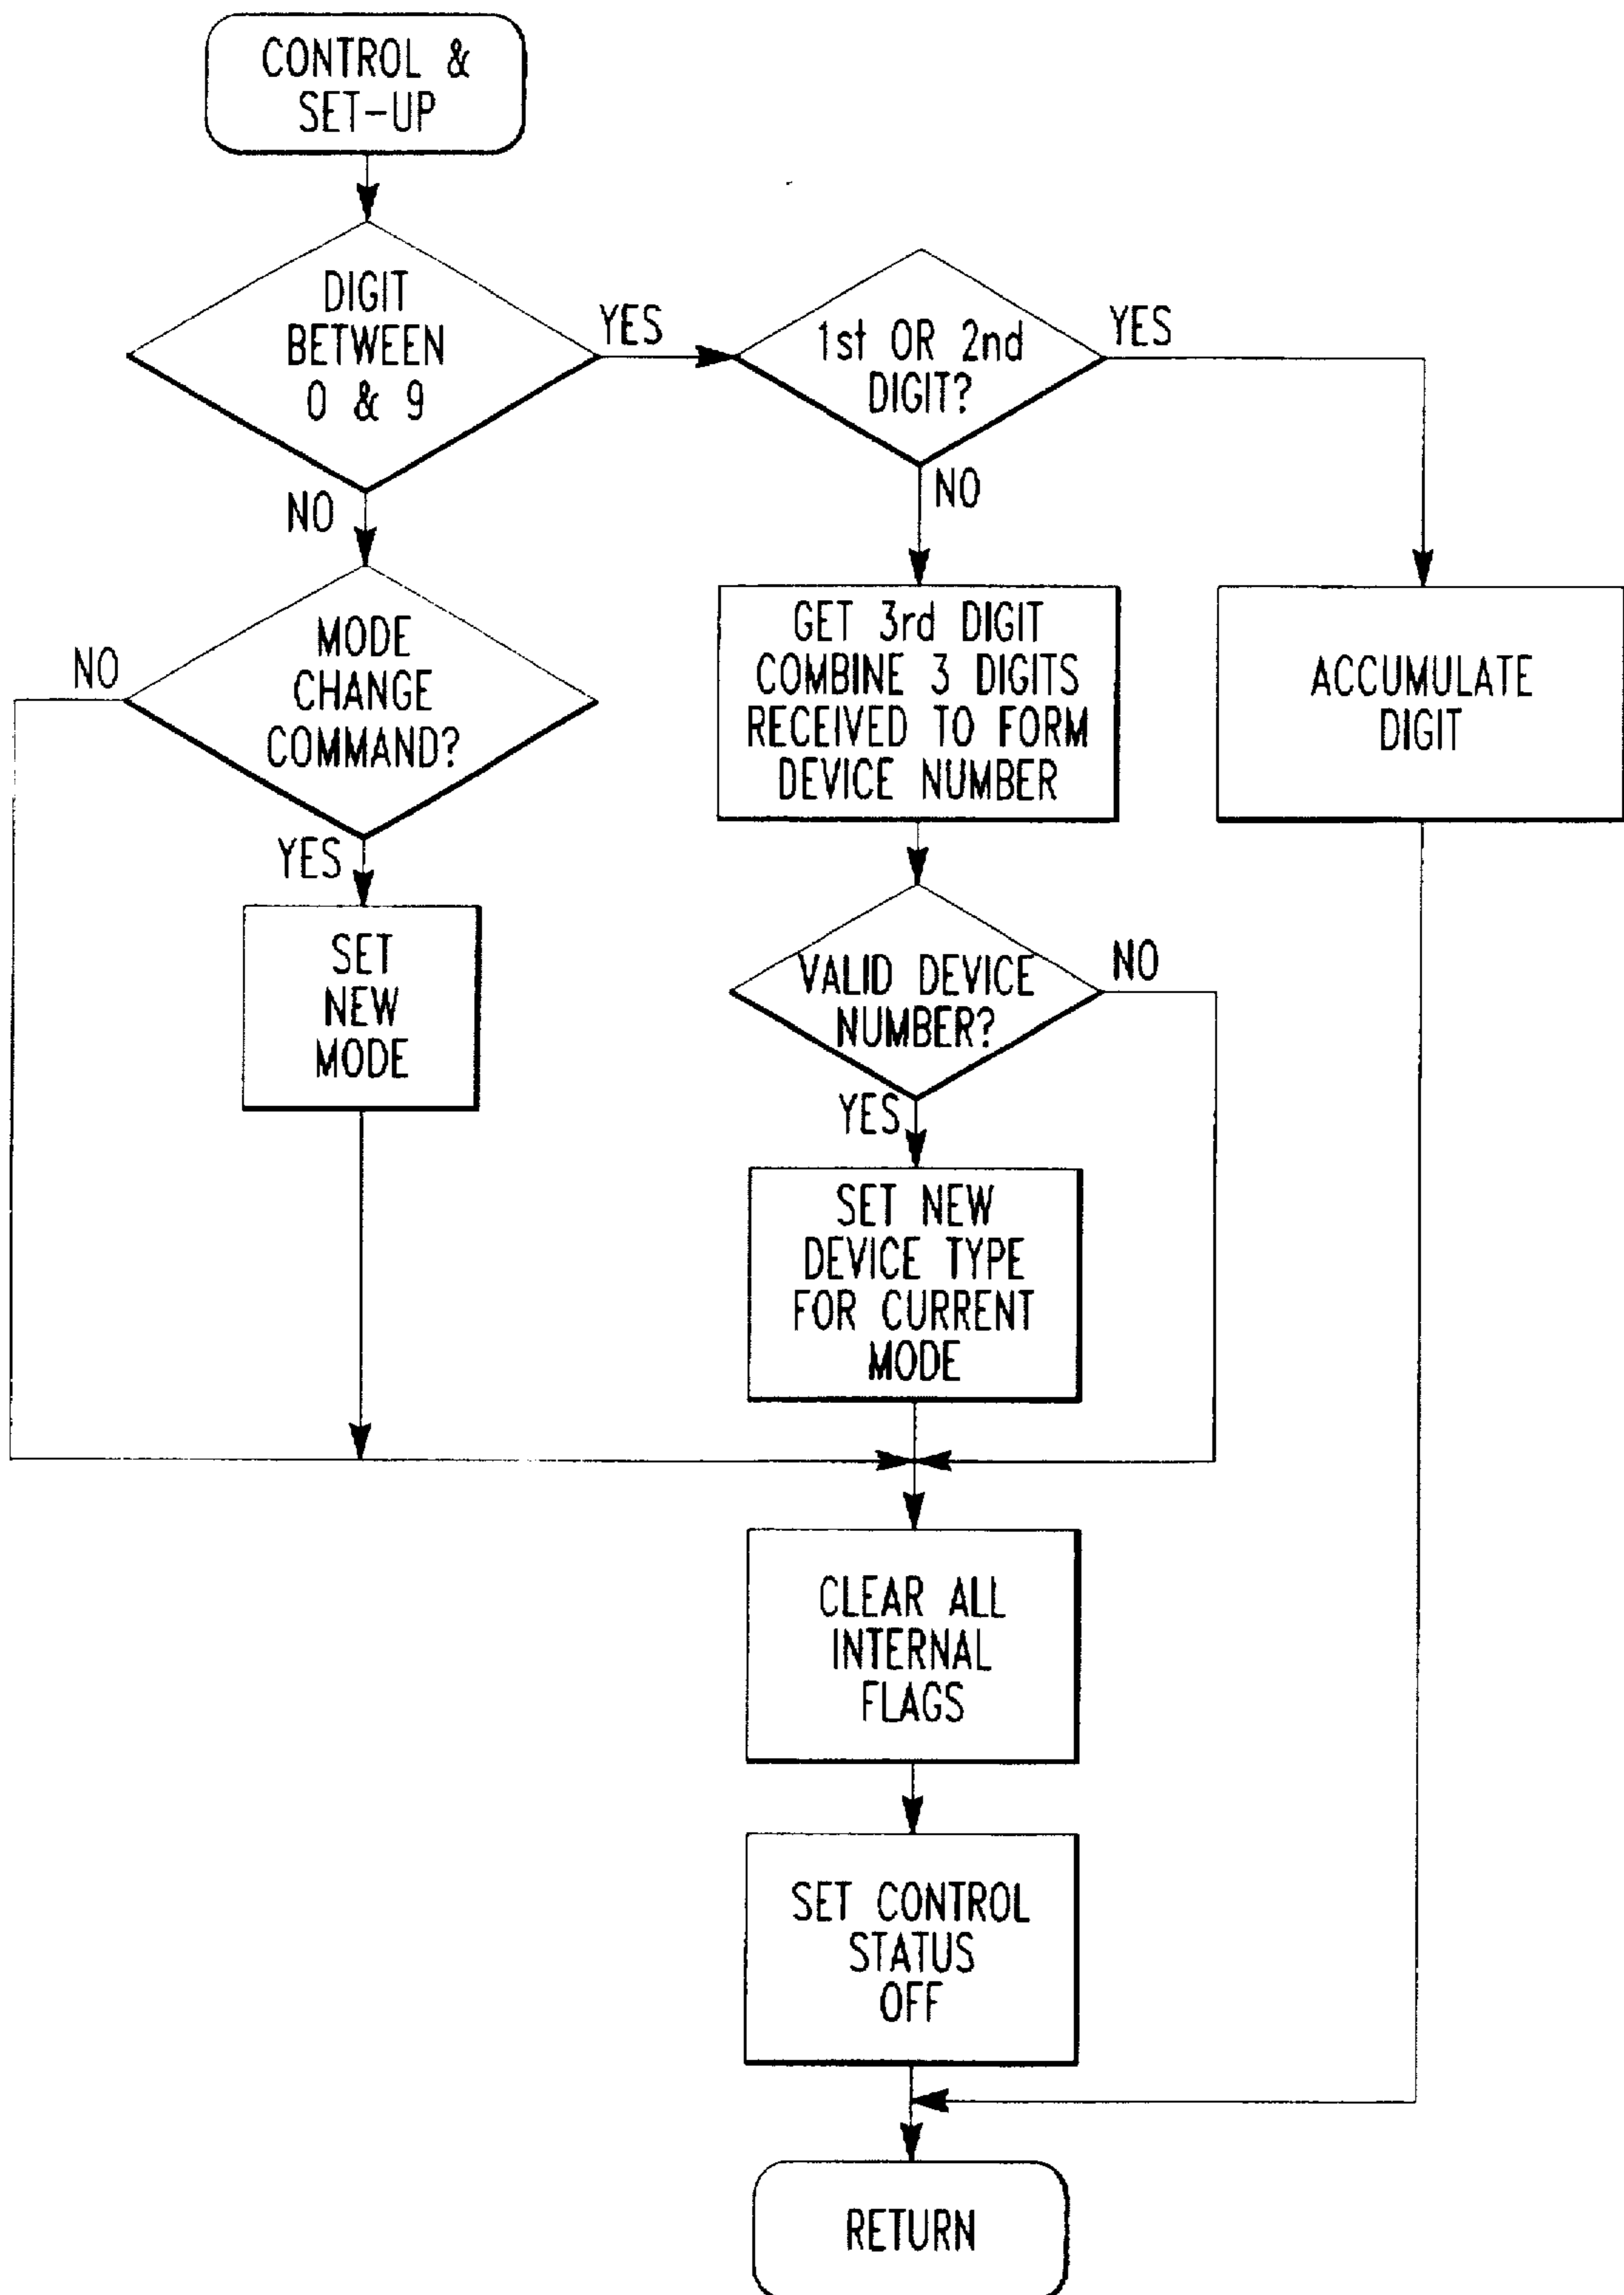 CONTROL &
SET-UP
DIGIT
BETWEEN
0 & 9
YES
1st OR 2nd
DIGIT?
YES
NO
NO
MODE
CHANGE
COMMAND?
NO
GET 3rd DIGIT
COMBINE 3 DIGITS
RECEIVED TO FORM
DEVICE NUMBER
ACCUMULATE
DIGIT
YES
SET
NEW
MODE
VALID DEVICE
NUMBER?
NO
YES
SET NEW
DEVICE TYPE
FOR CURRENT
MODE
CLEAR ALL
INTERNAL
FLAGS
SET CONTROL
STATUS
OFF
RETURN